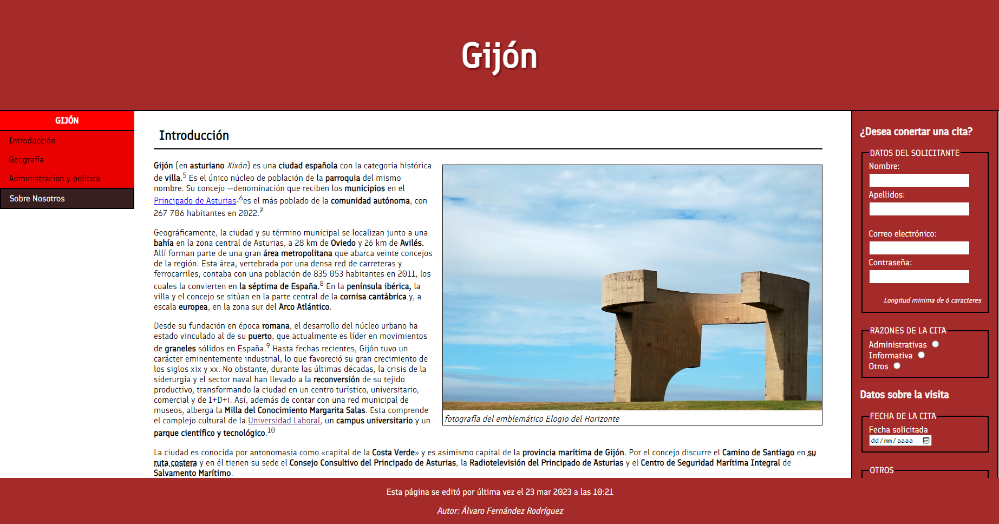 Gijón
GIJÓN
Introducción
Geografía
Administracion y política
Sobre Nosotros
Introducción
Gijón (en asturiano Xixón) es una ciudad española con la categoría histórica
de villa.5 Es el único núcleo de población de la parroquia del mismo
nombre. Su concejo —denominación que reciben los municipios en el
Principado de Asturias-6es el más poblado de la comunidad autónoma, con
267 706 habitantes en 2022.7
Geográficamente, la ciudad y su término municipal se localizan junto a una
bahía en la zona central de Asturias, a 28 km de Oviedo y 26 km de Avilés.
Allí forman parte de una gran área metropolitana que abarca veinte concejos
de la región. Esta área, vertebrada por una densa red de carreteras y
ferrocarriles, contaba con una población de 835 053 habitantes en 2011, los
cuales la convierten en la séptima de España.8 En la península ibérica, la
villa y el concejo se sitúan en la parte central de la cornisa cantábrica y, a
escala europea, en la zona sur del Arco Atlántico.
Desde su fundación en época romana, el desarrollo del núcleo urbano ha
estado vinculado al de su puerto, que actualmente es líder en movimientos
de graneles sólidos en España.9 Hasta fechas recientes, Gijón tuvo un
carácter eminentemente industrial, lo que favoreció su gran crecimiento de
los siglos xix y xx. No obstante, durante las últimas décadas, la crisis de la
siderurgia y el sector naval han llevado a la reconversión de su tejido
productivo, transformando la ciudad en un centro turístico, universitario,
comercial y de I+D+i. Así, además de contar con una red municipal de
museos, alberga la Milla del Conocimiento Margarita Salas. Esta comprende
el complejo cultural de la Universidad Laboral, un campus universitario y un
parque científico y tecnológico.10
fotografía del emblemático Elogio del Horizonte
La ciudad es conocida por antonomasia como «capital de la Costa Verde» y es asimismo capital de la provincia marítima de Gijón. Por el concejo discurre el Camino de Santiago en su
ruta costera y en él tienen su sede el Consejo Consultivo del Principado de Asturias, la Radiotelevisión del Principado de Asturias y el Centro de Seguridad Marítima Integral de
Salvamento Marítimo.
¿Desea conertar una cita?
DATOS DEL SOLICITANTE
Nombre:
Apellidos:
Correo electrónico:
Contraseña:
Longitud minima de 6 caracteres
RAZONES DE LA CITA
Administrativas
Informativa
Otros
Datos sobre la visita
FECHA DE LA CITA
Fecha solicitada
dd/mm/aaaa
OTROS
Esta página se editó por última vez el 23 mar 2023 a las 10:21
Autor: Álvaro Fernández Rodríguez